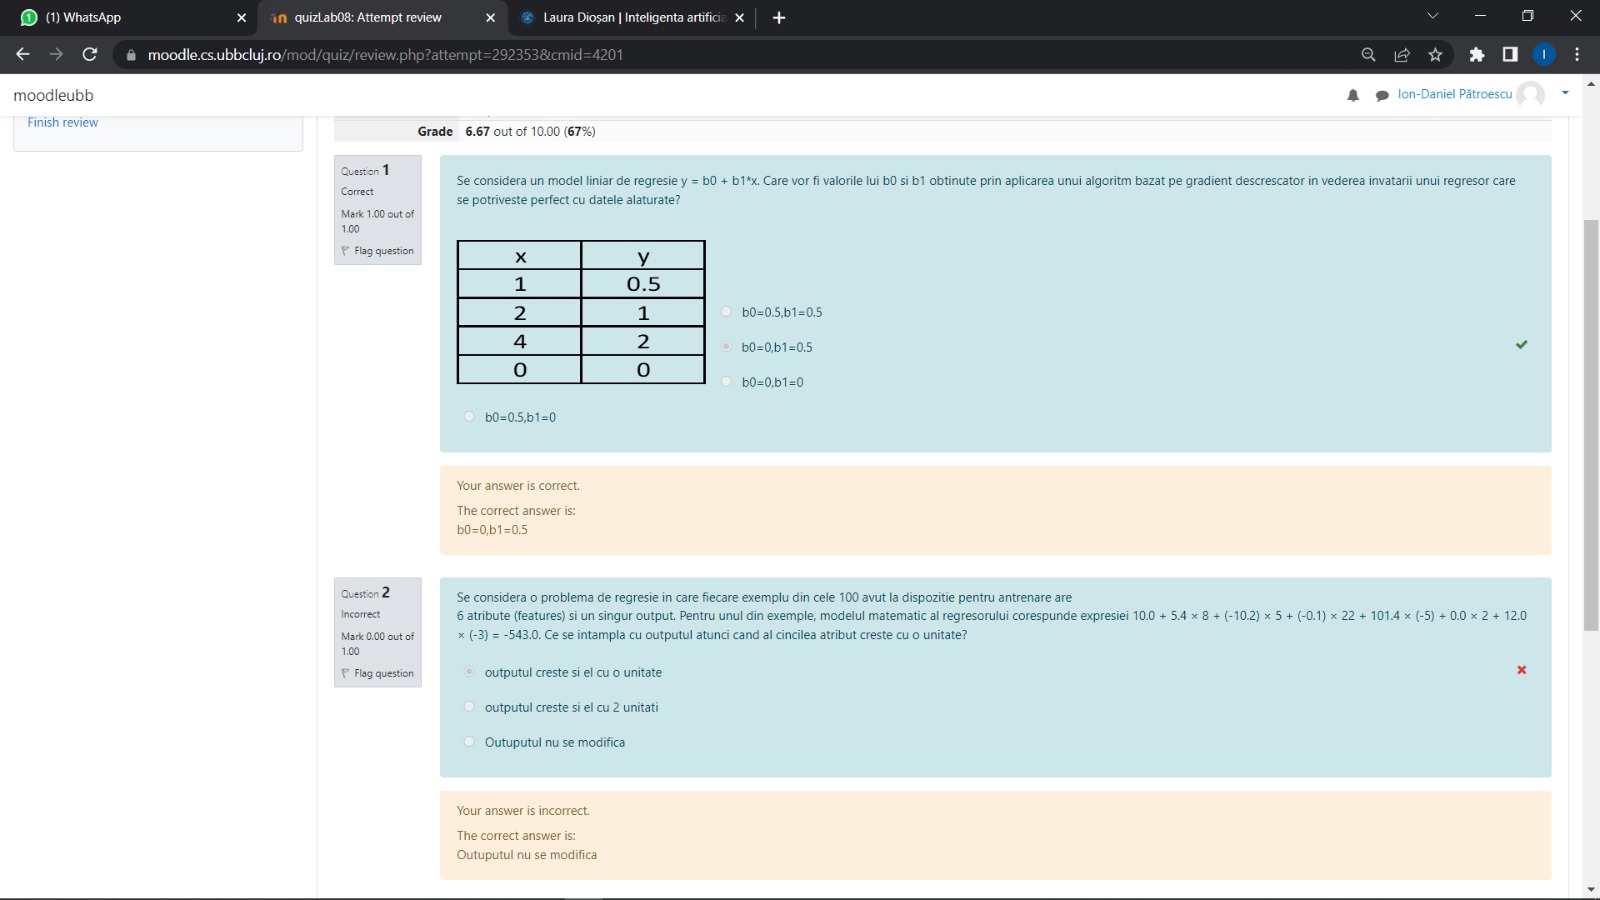 (1) WhatsApp
quizLab08: Attempt review
Laura Dioșan | Inteligenta artificia
moodle.cs.ubbcluj.ro/mod/quiz/review.php?attempt=292353&cmid=4201
I
moodleubb
Ion-Daniel Pătroescu
Finish review
Grade 6.67 out of 10.00 (67%)
Question 1
Correct
Mark 1.00 out of
1.00
Flag question
Se considera un model liniar de regresie y = b0 + b1*x. Care vor fi valorile lui b0 si b1 obtinute prin aplicarea unui algoritm bazat pe gradient descrescator in vederea invatarii unui regresor care
se potriveste perfect cu datele alaturate?
x y
1 0.5
2 1
4 2
0 0
b0=0.5,b1=0.5
b0=0,b1=0.5
b0=0,b1=0
b0=0.5,b1=0
Your answer is correct.
The correct answer is:
b0=0,b1=0.5
Question 2
Incorrect
Mark 0.00 out of
1.00
Flag question
Se considera o problema de regresie in care fiecare exemplu din cele 100 avut la dispozitie pentru antrenare are
6 atribute (features) si un singur output. Pentru unul din exemple, modelul matematic al regresorului corespunde expresiei 10.0 + 5.4 × 8 + (-10.2) × 5 + (-0.1) × 22 + 101.4 × (-5) + 0.0 × 2 + 12.0
× (-3) = -543.0. Ce se intampla cu outputul atunci cand al cincilea atribut creste cu o unitate?
outputul creste si el cu o unitate
outputul creste si el cu 2 unitati
Outuputul nu se modifica
Your answer is incorrect.
The correct answer is:
Outuputul nu se modifica